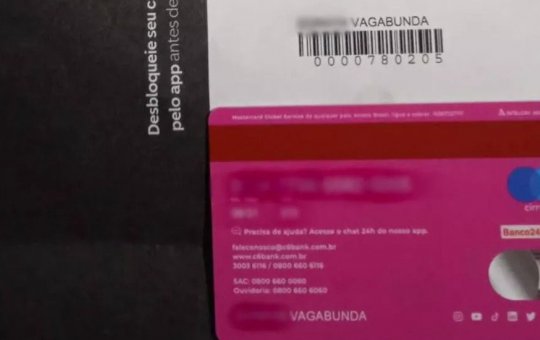 Desbloqueie seu c
pelo app antes de
VAGABUNDA
0000780205
Precisa de ajuda? Acesse o chat 24h do nosso app.
faleconosco@c6bank.com.br
www.c6bank.com.br
3003 6116 / 0800 660 6116
SAC: 0800 660 0060
Ouvidoria: 0800 660 6060
VAGABUNDA
cirr
Banco24